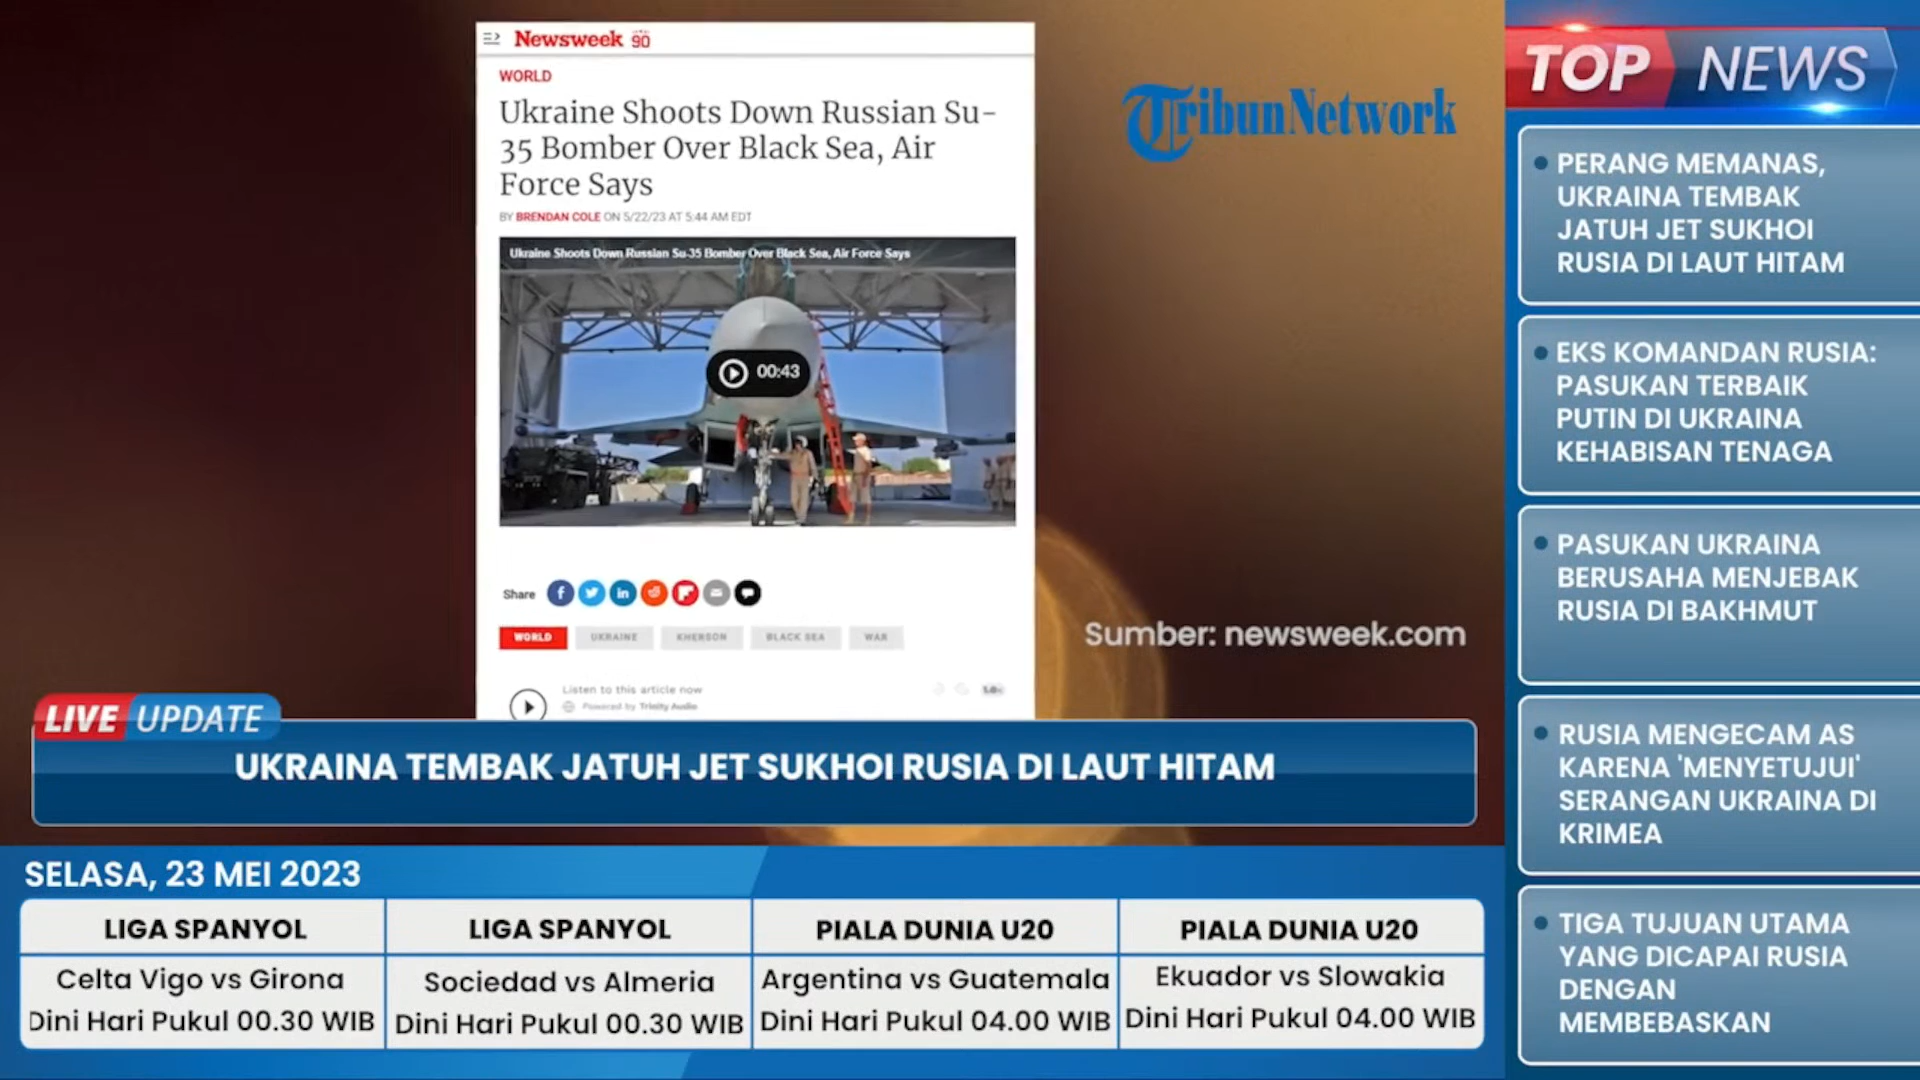 Newsweek 90
WORLD
Ukraine Shoots Down Russian Su-
35 Bomber Over Black Sea, Air
Force Says
BY BRENDAN COLE ON 5/22/23 AT 5:44 AM EDT
Ukraine Shoots Down Russian Su-35 Bomber Over Black Sea, Air Force Says
00:43
Share
WORLD UKRAINE KHERSON BLACK SEA WAR
Listen to this article now
Powered by Trinity Audio
1.0x
TribunNetwork
Sumber: newsweek.com
LIVE UPDATE
UKRAINA TEMBAK JATUH JET SUKHOI RUSIA DI LAUT HITAM
SELASA, 23 MEI 2023
LIGA SPANYOL
Celta Vigo vs Girona
Dini Hari Pukul 00.30 WIB
LIGA SPANYOL
Sociedad vs Almeria
Dini Hari Pukul 00.30 WIB
PIALA DUNIA U20
Argentina vs Guatemala
Dini Hari Pukul 04.00 WIB
PIALA DUNIA U20
Ekuador vs Slowakia
Dini Hari Pukul 04.00 WIB
TOP NEWS
PERANG MEMANAS,
UKRAINA TEMBAK
JATUH JET SUKHOI
RUSIA DI LAUT HITAM
EKS KOMANDAN RUSIA:
PASUKAN TERBAIK
PUTIN DI UKRAINA
KEHABISAN TENAGA
PASUKAN UKRAINA
BERUSAHA MENJEBAK
RUSIA DI BAKHMUT
RUSIA MENGECAM AS
KARENA 'MENYETUJUI'
SERANGAN UKRAINA DI
KRIMEA
TIGA TUJUAN UTAMA
YANG DICAPAI RUSIA
DENGAN
MEMBEBASKAN